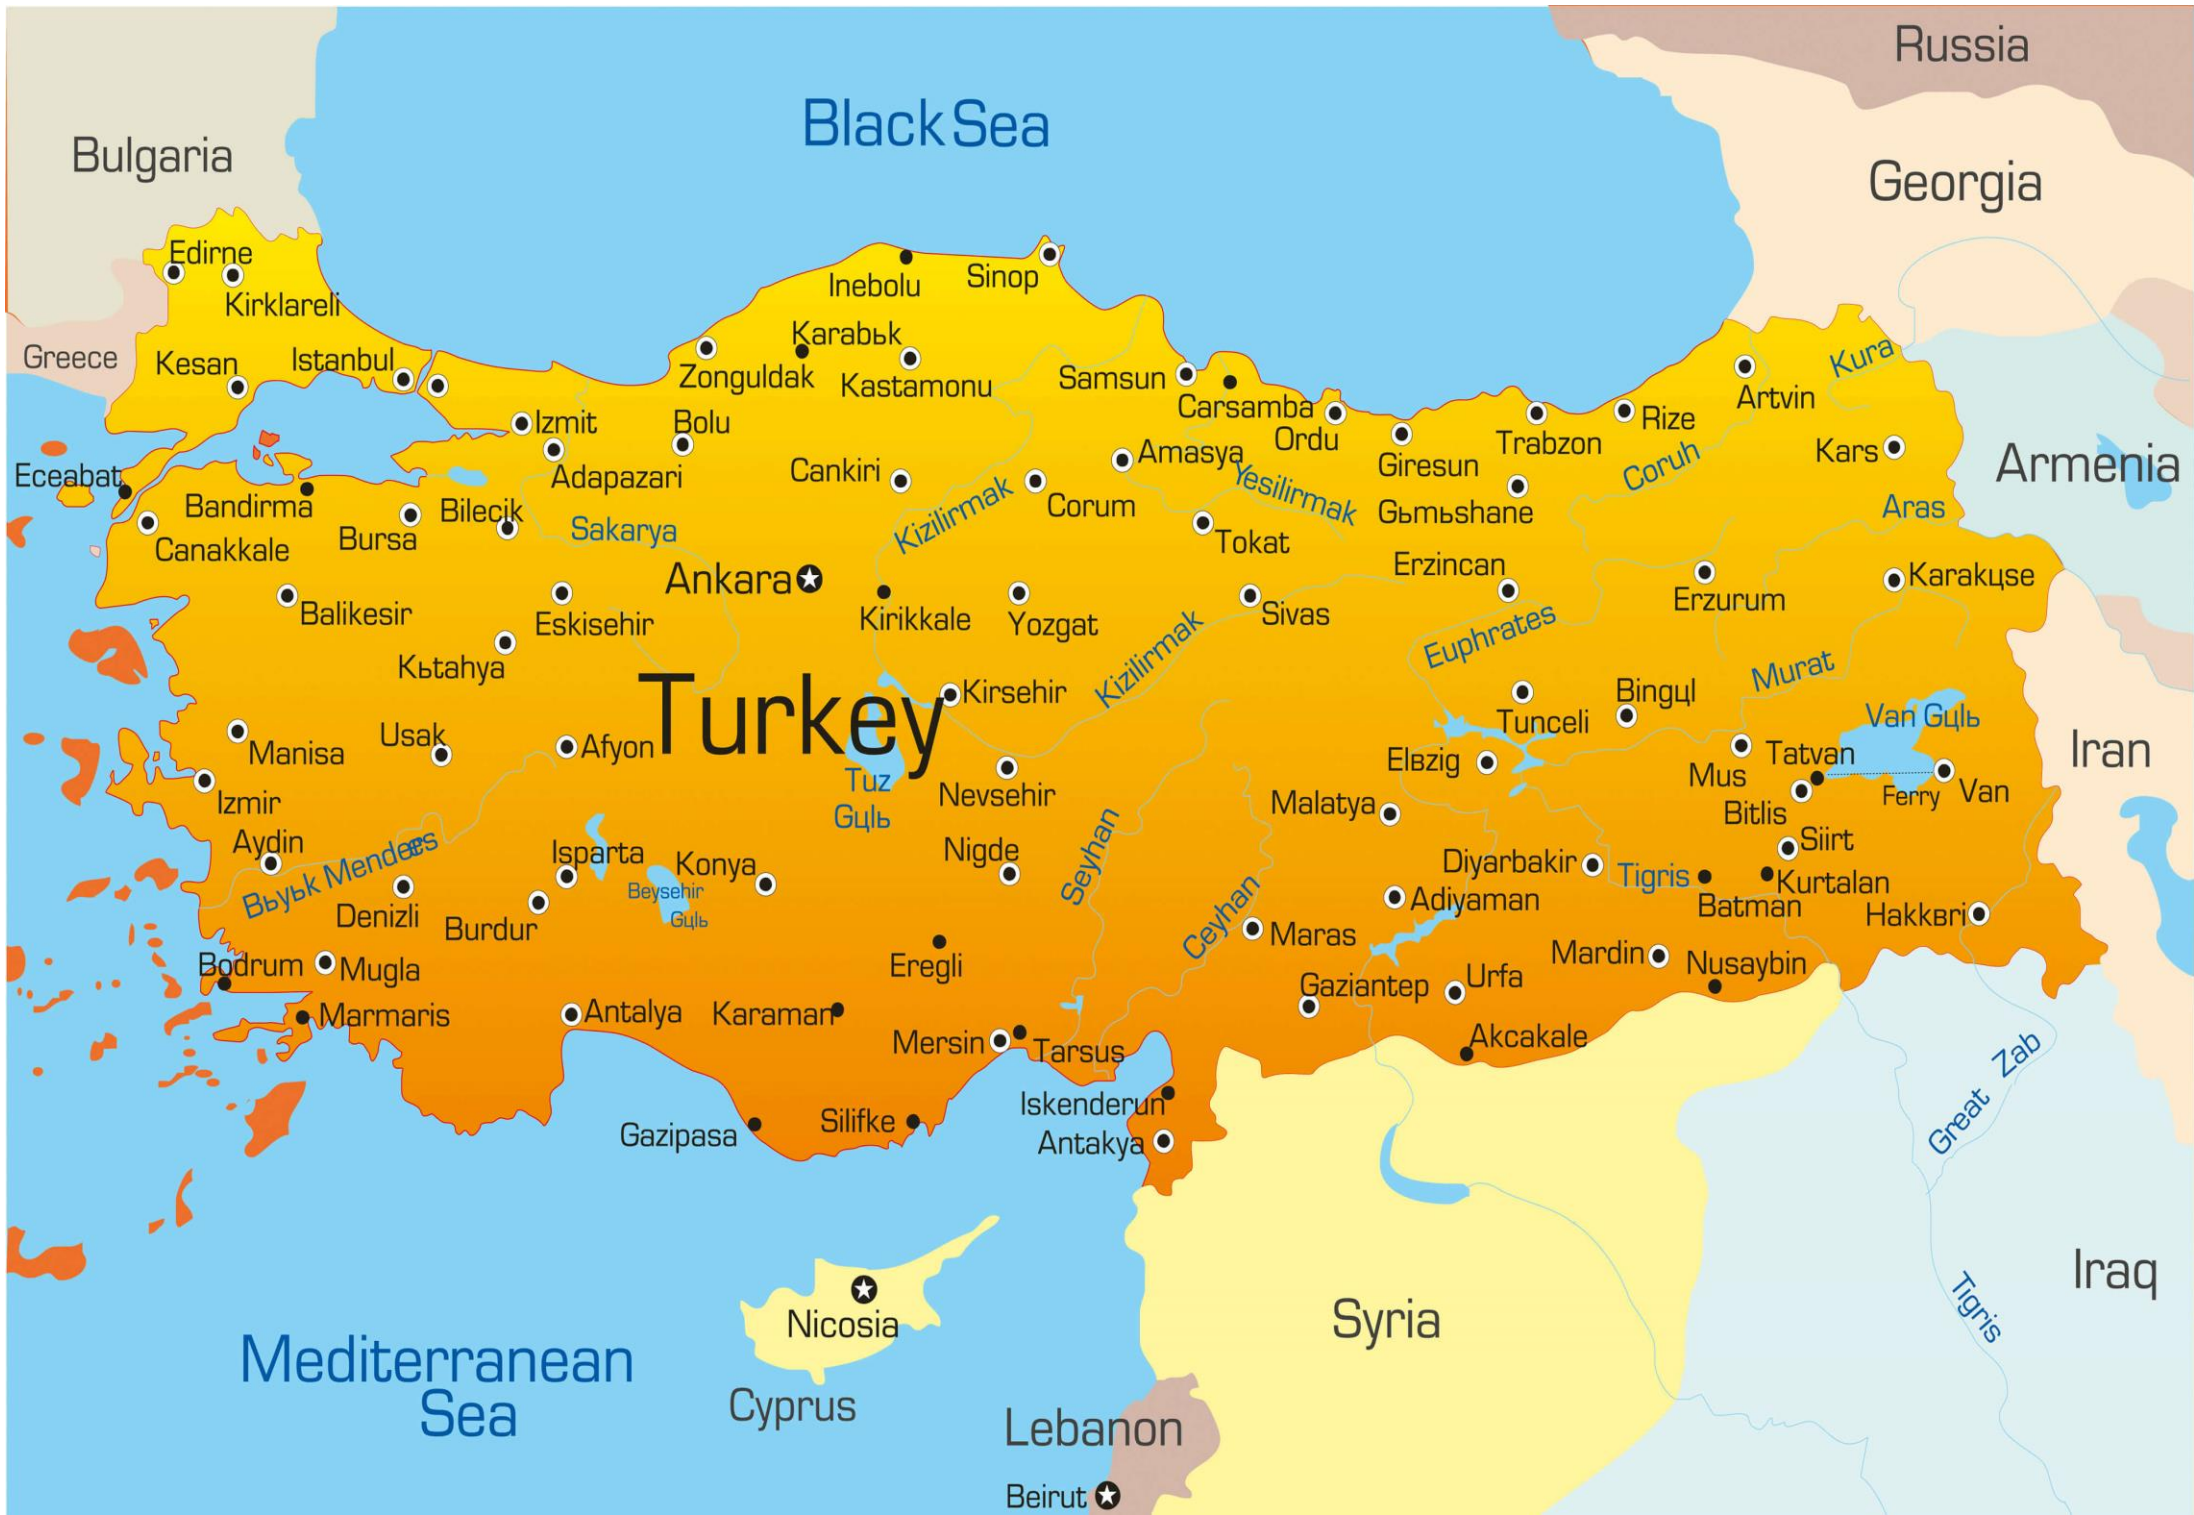 Russia
Black Sea
Bulgaria
Georgia
Edirne
Kirklareli
Inebolu
Sinop
Greece
Kesan
Istanbul
Zonguldak
Karabьk
Kastamonu
Samsun
Carsamba
Ordu
Giresun
Trabzon
Rize
Artvin
Kura
Kars
Armenia
Izmit
Adapazari
Bolu
Cankiri
Amasya
Corum
Yesilirmak
Tokat
Gьmьshane
Coruh
Aras
Eceabat
Canakkale
Bandirma
Bursa
Bilecik
Sakarya
Kizilirmak
Ankara
Kirikkale
Yozgat
Sivas
Erzincan
Erzurum
Karakцse
Balikesir
Eskisehir
Kьtahya
Kizilirmak
Euphrates
Murat
Turkey
Kirsehir
Tunceli
Bingцl
Van Gцlь
Iran
Manisa
Usak
Afyon
Tuz
Gцlь
Nevsehir
Elвzig
Mus
Tatvan
Bitlis
Ferry
Van
Izmir
Aydin
Bьyьk Menderes
Denizli
Isparta
Burdur
Beysehir
Gцlь
Konya
Nigde
Seyhan
Ceyhan
Malatya
Diyarbakir
Tigris
Siirt
Kurtalan
Batman
Hakkвri
Adiyaman
Maras
Bodrum
Mugla
Marmaris
Antalya
Karaman
Eregli
Mersin
Tarsus
Gaziantep
Urfa
Mardin
Nusaybin
Akcakale
Gazipasa
Silifke
Iskenderun
Antakya
Great Zab
Nicosia
Cyprus
Mediterranean
Sea
Syria
Iraq
Tigris
Lebanon
Beirut